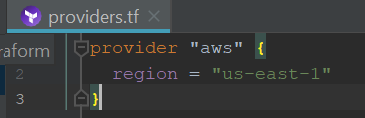 providers.tf
raform
provider "aws" {
2
region = "us-east-1"
3
}